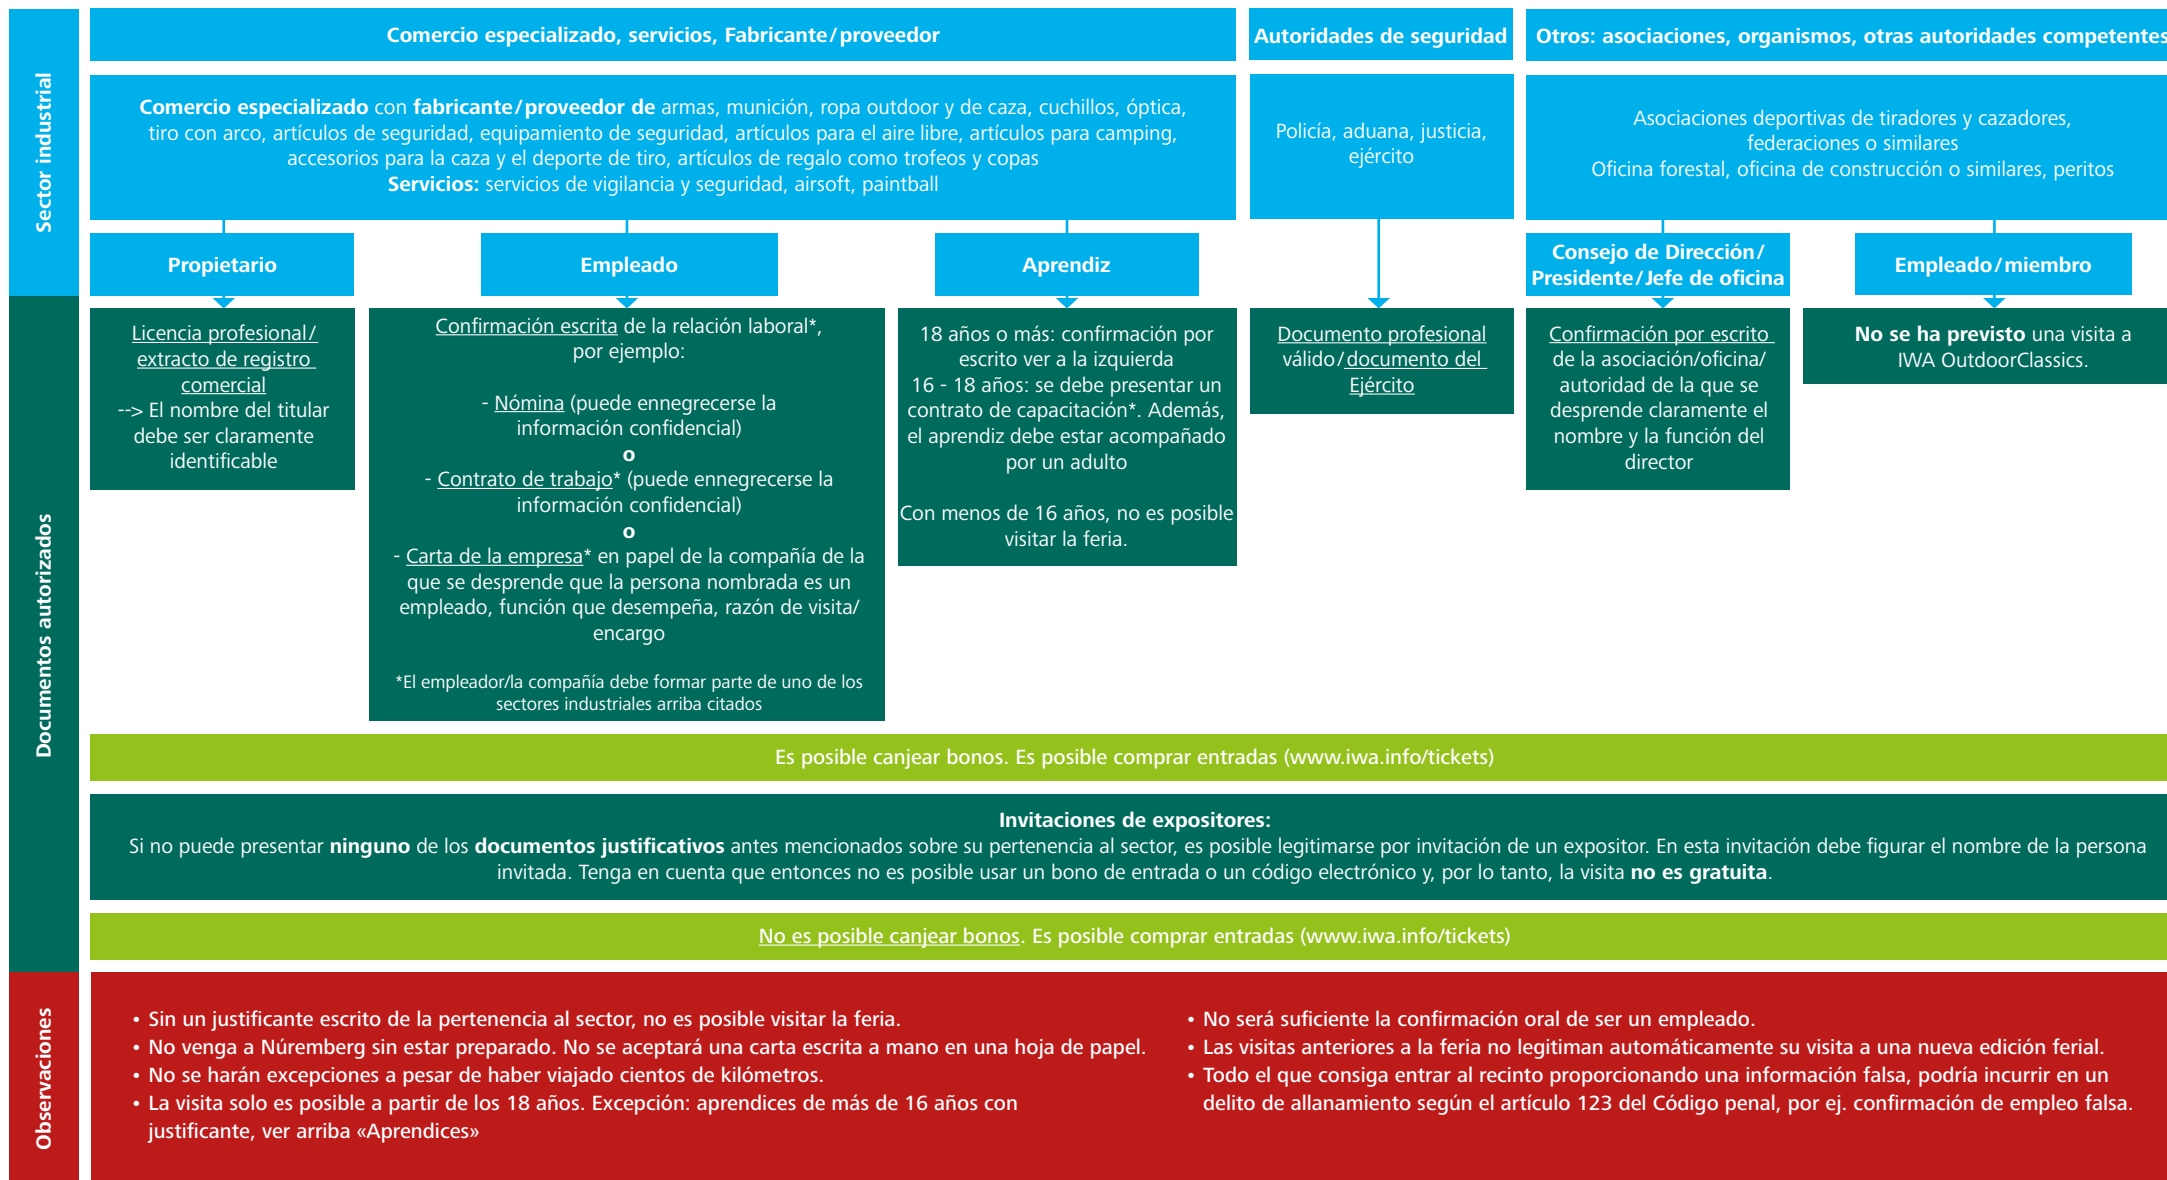 Sector industrial
Comercio especializado, servicios, Fabricante/proveedor
Comercio especializado con fabricante/proveedor de armas, munición, ropa outdoor y de caza, cuchillos, óptica,
tiro con arco, artículos de seguridad, equipamiento de seguridad, artículos para el aire libre, artículos para camping,
accesorios para la caza y el deporte de tiro, artículos de regalo como trofeos y copas
Servicios: servicios de vigilancia y seguridad, airsoft, paintball
Autoridades de seguridad
Policía, aduana, justicia,
ejército
Otros: asociaciones, organismos, otras autoridades competentes
Asociaciones deportivas de tiradores y cazadores,
federaciones o similares
Oficina forestal, oficina de construcción o similares, peritos
Propietario
Empleado
Aprendiz
Consejo de Dirección/
Presidente/Jefe de oficina
Empleado/miembro
Documentos autorizados
Licencia profesional/
extracto de registro
comercial
--> El nombre del titular
debe ser claramente
identificable
Confirmación escrita de la relación laboral*,
por ejemplo:
- Nómina (puede ennegrecerse la
información confidencial)
o
- Contrato de trabajo* (puede ennegrecerse la
información confidencial)
o
- Carta de la empresa* en papel de la compañía de la
que se desprende que la persona nombrada es un
empleado, función que desempeña, razón de visita/
encargo
*El empleador/la compañía debe formar parte de uno de los
sectores industriales arriba citados
18 años o más: confirmación por
escrito ver a la izquierda
16 - 18 años: se debe presentar un
contrato de capacitación*. Además,
el aprendiz debe estar acompañado
por un adulto
Con menos de 16 años, no es posible
visitar la feria.
Documento profesional
válido/documento del
Ejército
Confirmación por escrito
de la asociación/oficina/
autoridad de la que se
desprende claramente el
nombre y la función del
director
No se ha previsto una visita a
IWA OutdoorClassics.
Es posible canjear bonos. Es posible comprar entradas (www.iwa.info/tickets)
Invitaciones de expositores:
Si no puede presentar ninguno de los documentos justificativos antes mencionados sobre su pertenencia al sector, es posible legitimarse por invitación de un expositor. En esta invitación debe figurar el nombre de la persona
invitada. Tenga en cuenta que entonces no es posible usar un bono de entrada o un código electrónico y, por lo tanto, la visita no es gratuita.
No es posible canjear bonos. Es posible comprar entradas (www.iwa.info/tickets)
Observaciones
• Sin un justificante escrito de la pertenencia al sector, no es posible visitar la feria.
• No venga a Núremberg sin estar preparado. No se aceptará una carta escrita a mano en una hoja de papel.
• No se harán excepciones a pesar de haber viajado cientos de kilómetros.
• La visita solo es posible a partir de los 18 años. Excepción: aprendices de más de 16 años con
justificante, ver arriba «Aprendices»
• No será suficiente la confirmación oral de ser un empleado.
• Las visitas anteriores a la feria no legitiman automáticamente su visita a una nueva edición ferial.
• Todo el que consiga entrar al recinto proporcionando una información falsa, podría incurrir en un
delito de allanamiento según el artículo 123 del Código penal, por ej. confirmación de empleo falsa.